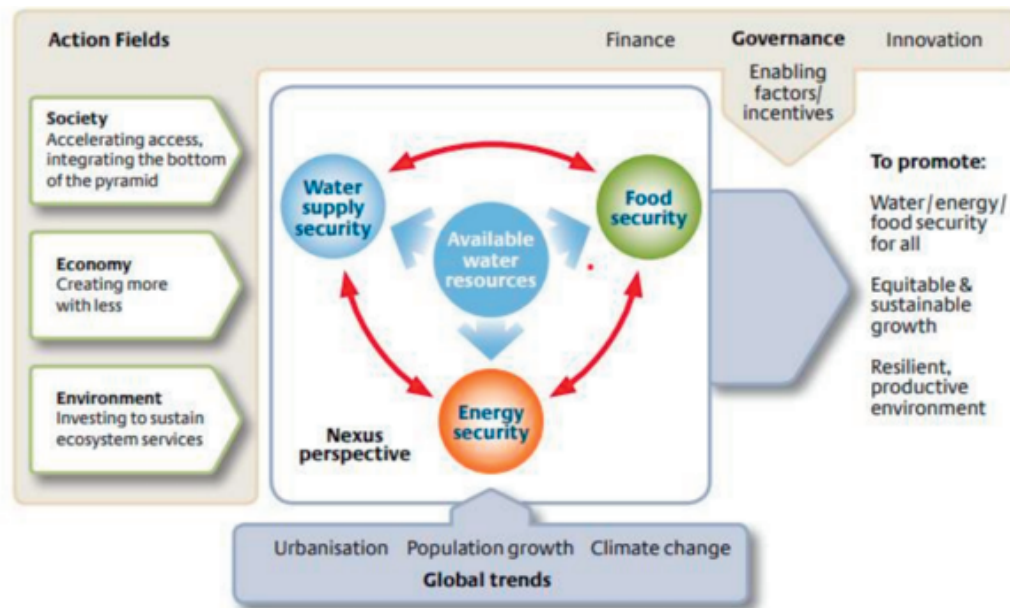 Action Fields
Finance
Governance
Innovation
Enabling
factors/
incentives
Society
Accelerating access,
integrating the bottom
of the pyramid
Economy
Creating more
with less
Environment
Investing to sustain
ecosystem services
Water
supply
security
Food
security
Available
water
resources
Energy
security
Nexus
perspective
To promote:
Water/energy/
food security
for all
Equitable &
sustainable
growth
Resilient,
productive
environment
Urbanisation Population growth Climate change
Global trends